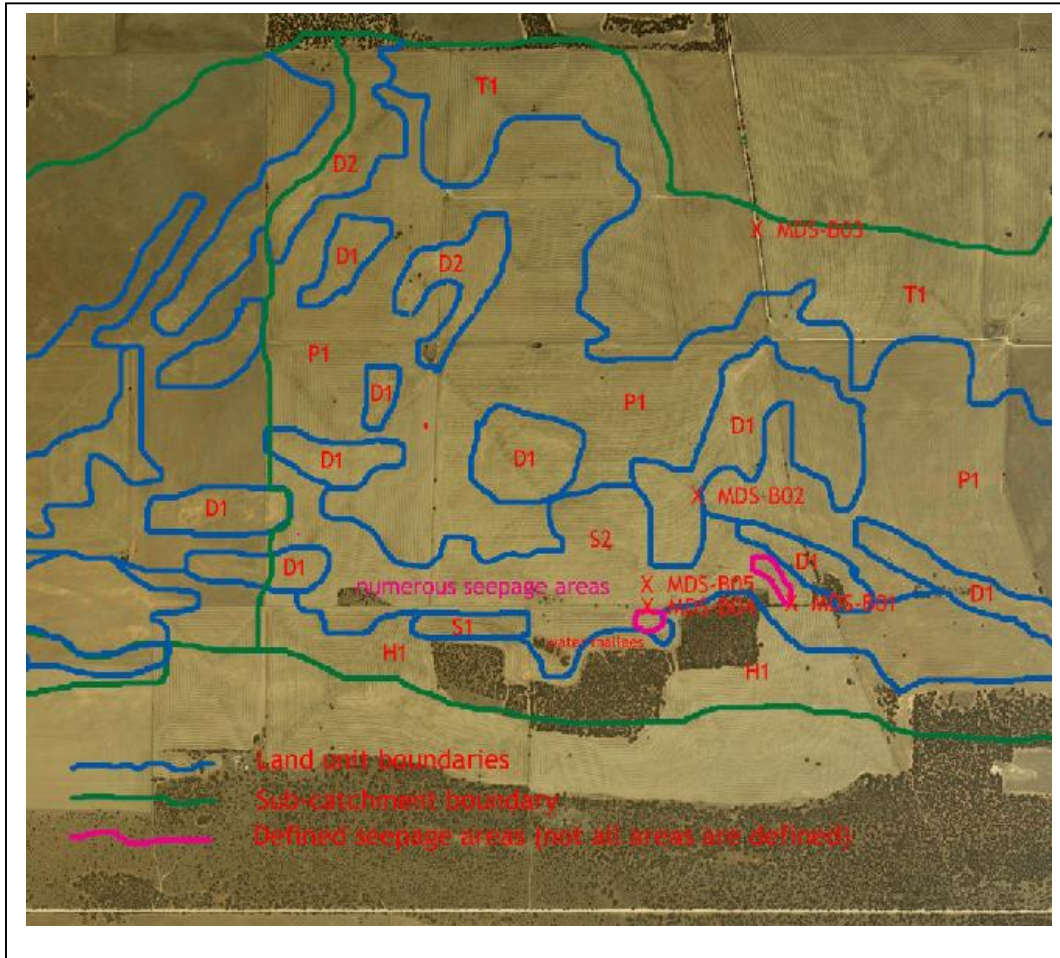 T1
D2
D1
D2
X MDS-B03
T1
P1
D1
P1
D1
D1
D1
P1
D1
X MDS-B02
S2
D1
D1
numerous seepage areas
X MDS-B05
X MDS-B04
X MDS-B01
D1
S1
water mallees
H1
H1
Land unit boundaries
Sub-catchment boundary
Defined seepage areas (not all areas are defined)